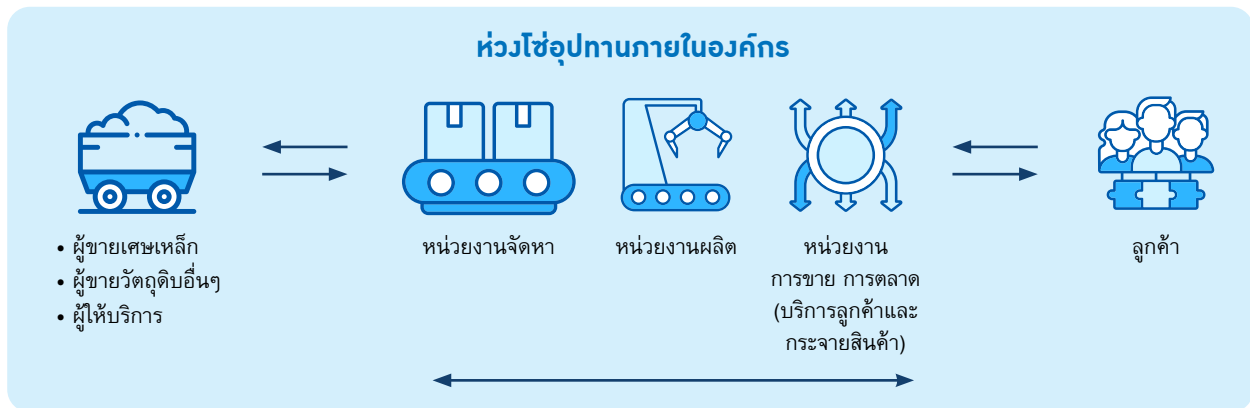 ห่วงโซ่อุปทานภายในองค์กร
• ผู้ขายเศษเหล็ก
• ผู้ขายวัตถุดิบอื่นๆ
• ผู้ให้บริการ
หน่วยงานจัดหา
หน่วยงานผลิต
หน่วยงาน
การขาย การตลาด
(บริการลูกค้าและ
กระจายสินค้า)
ลูกค้า